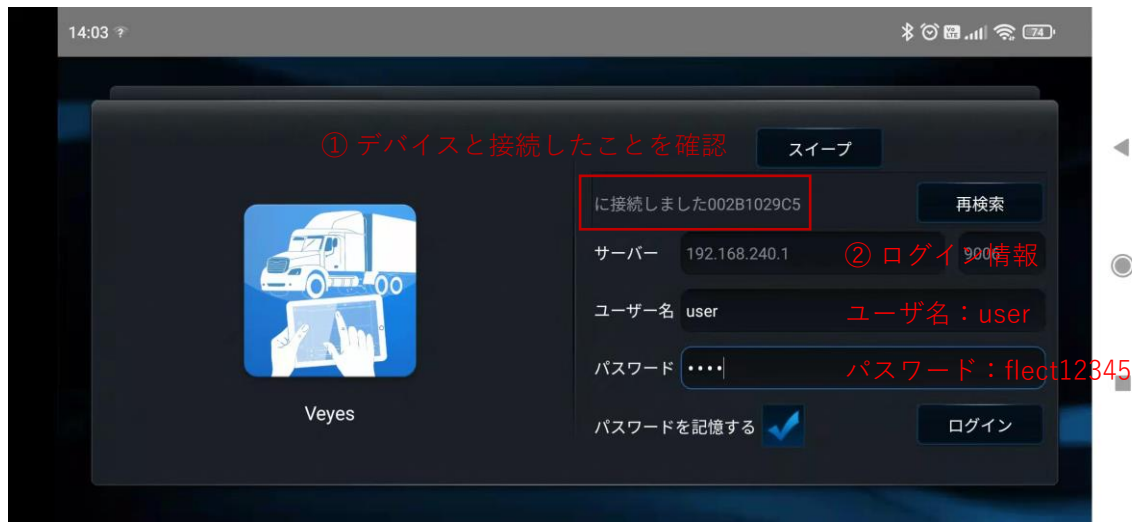 14:03
74
① デバイスと接続したことを確認
スイープ
に接続しました002B1029C5
再検索
サーバー 192.168.240.1 9006
② ログイン情報
ユーザー名 user
ユーザ名：user
パスワード ••••
パスワード：flect12345
Veyes
パスワードを記憶する
ログイン